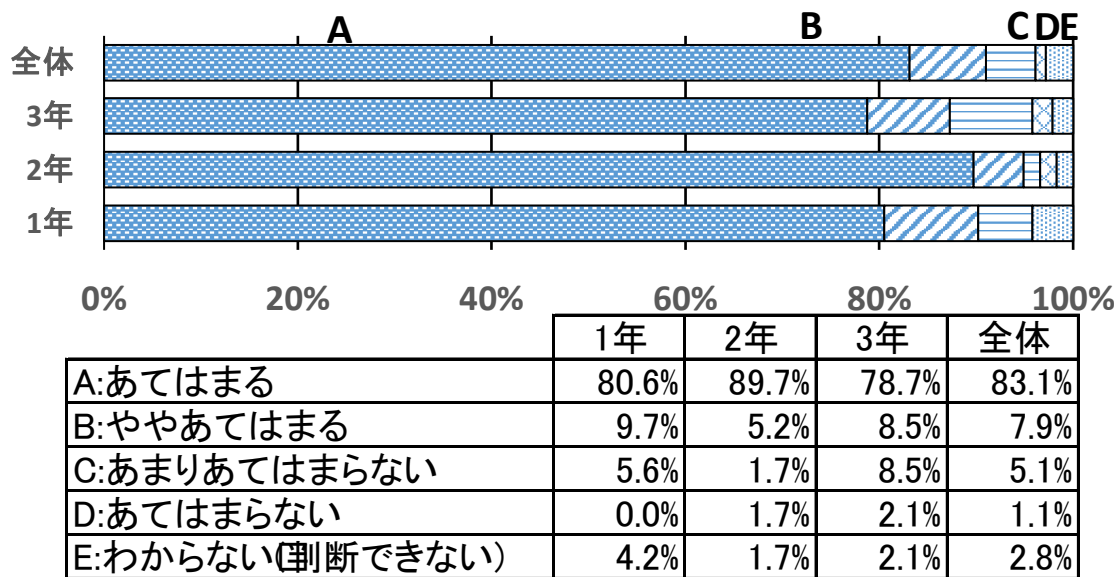 A B C D E
全体
3年
2年
1年
0% 20% 40% 60% 80% 100%
1年 2年 3年 全体
A:あてはまる 80.6% 89.7% 78.7% 83.1%
B:ややあてはまる 9.7% 5.2% 8.5% 7.9%
C:あまりあてはまらない 5.6% 1.7% 8.5% 5.1%
D:あてはまらない 0.0% 1.7% 2.1% 1.1%
E:わからない(判断できない) 4.2% 1.7% 2.1% 2.8%